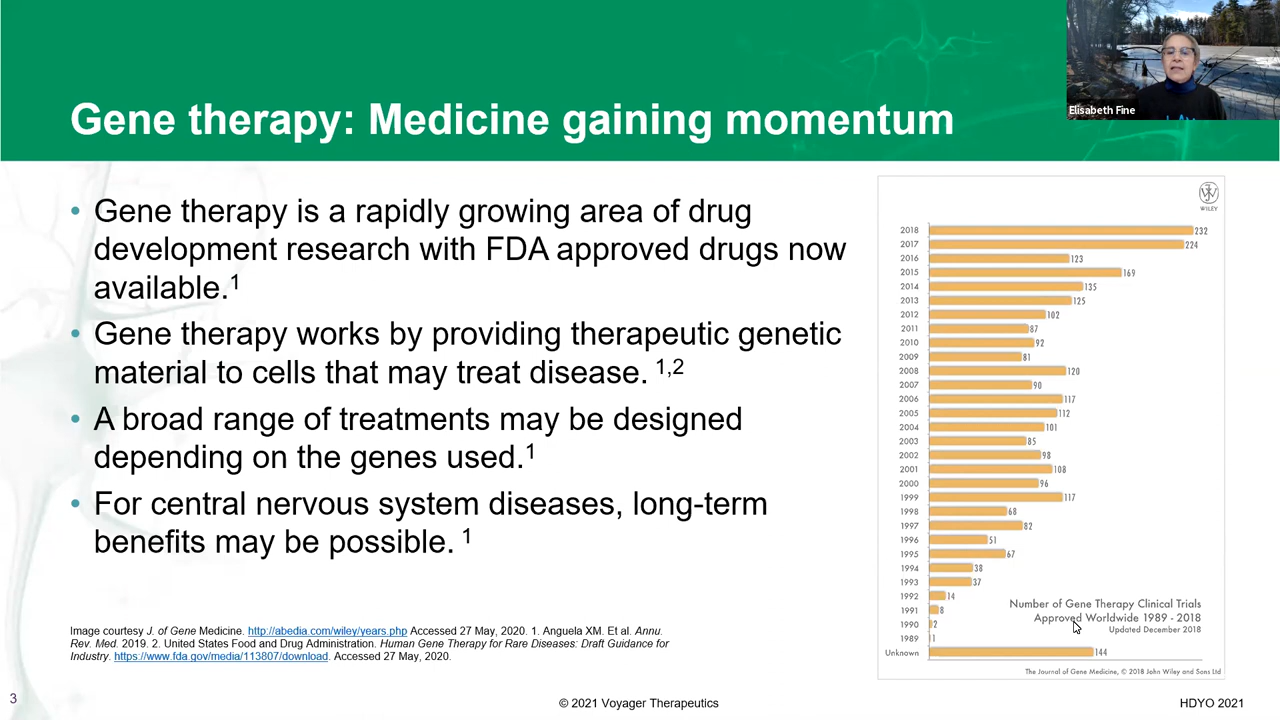 Elisabeth Fine
Gene therapy: Medicine gaining momentum
• Gene therapy is a rapidly growing area of drug
development research with FDA approved drugs now
available.1
• Gene therapy works by providing therapeutic genetic
material to cells that may treat disease. 1,2
• A broad range of treatments may be designed
depending on the genes used.1
• For central nervous system diseases, long-term
benefits may be possible. 1
WILEY
2018 232
2017 224
2016 123
2015 169
2014 135
2013 125
2012 102
2011 87
2010 92
2009 81
2008 120
2007 90
2006 117
2005 112
2004 101
2003 85
2002 98
2001 108
2000 96
1999 117
1998 68
1997 82
1996 51
1995 67
1994 38
1993 37
1992 14
1991 8
1990 2
1989 1
Unknown 144
Number of Gene Therapy Clinical Trials
Approved Worldwide 1989 - 2018
Updated December 2018
The Journal of Gene Medicine, © 2018 John Wiley and Sons Ltd
Image courtesy J. of Gene Medicine. http://abedia.com/wiley/years.php Accessed 27 May, 2020. 1. Anguela XM. Et al. Annu.
Rev. Med. 2019. 2. United States Food and Drug Administration. Human Gene Therapy for Rare Diseases: Draft Guidance for
Industry. https://www.fda.gov/media/113807/download. Accessed 27 May, 2020.
3
© 2021 Voyager Therapeutics
HDYO 2021